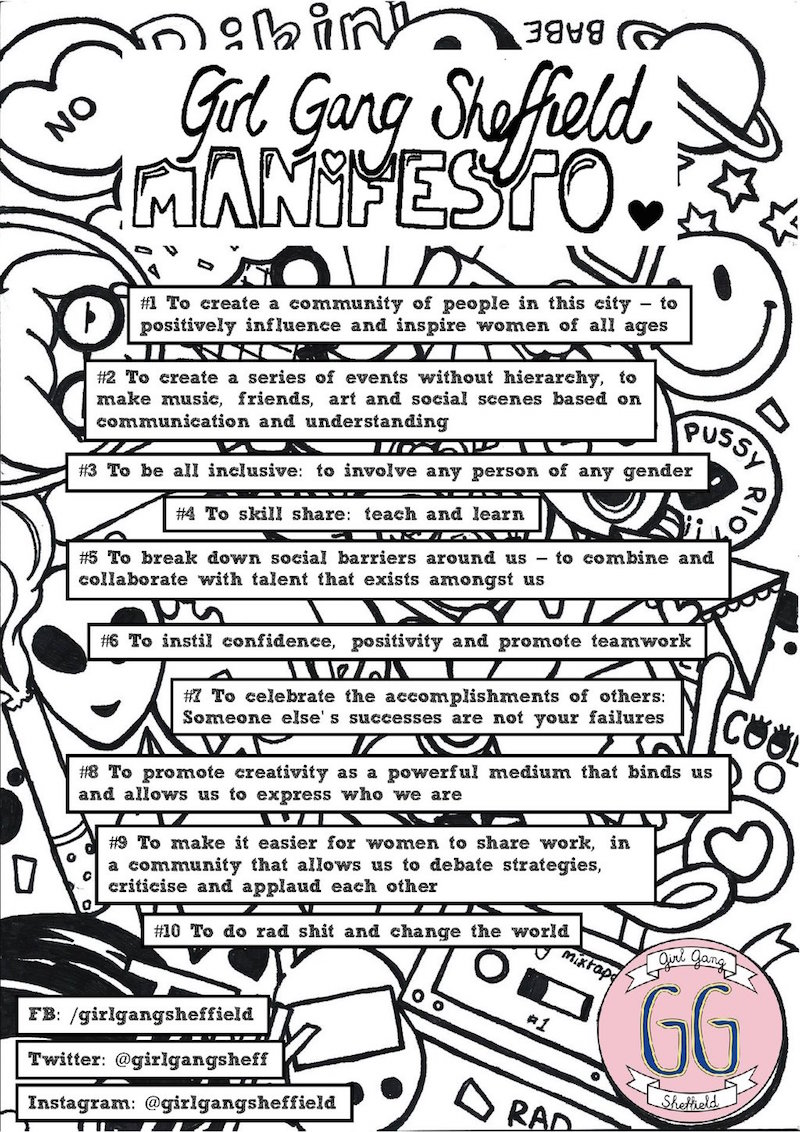 Bikini
BABE
NO
Girl Gang Sheffield
MANIFESTO
#1 To create a community of people in this city – to
positively influence and inspire women of all ages
#2 To create a series of events without hierarchy, to
make music, friends, art and social scenes based on
communication and understanding
PUSSY RIO
#3 To be all inclusive: to involve any person of any gender
#4 To skill share: teach and learn
#5 To break down social barriers around us – to combine and
collaborate with talent that exists amongst us
#6 To instil confidence, positivity and promote teamwork
#7 To celebrate the accomplishments of others:
Someone else's successes are not your failures
COOL
#8 To promote creativity as a powerful medium that binds us
and allows us to express who we are
#9 To make it easier for women to share work, in
a community that allows us to debate strategies,
criticise and applaud each other
#10 To do rad shit and change the world
mixtape
#1
Girl Gang
GG
Sheffield
FB: /girlgangsheffield
Twitter: @girlgangsheff
Instagram: @girlgangsheffield
RAD